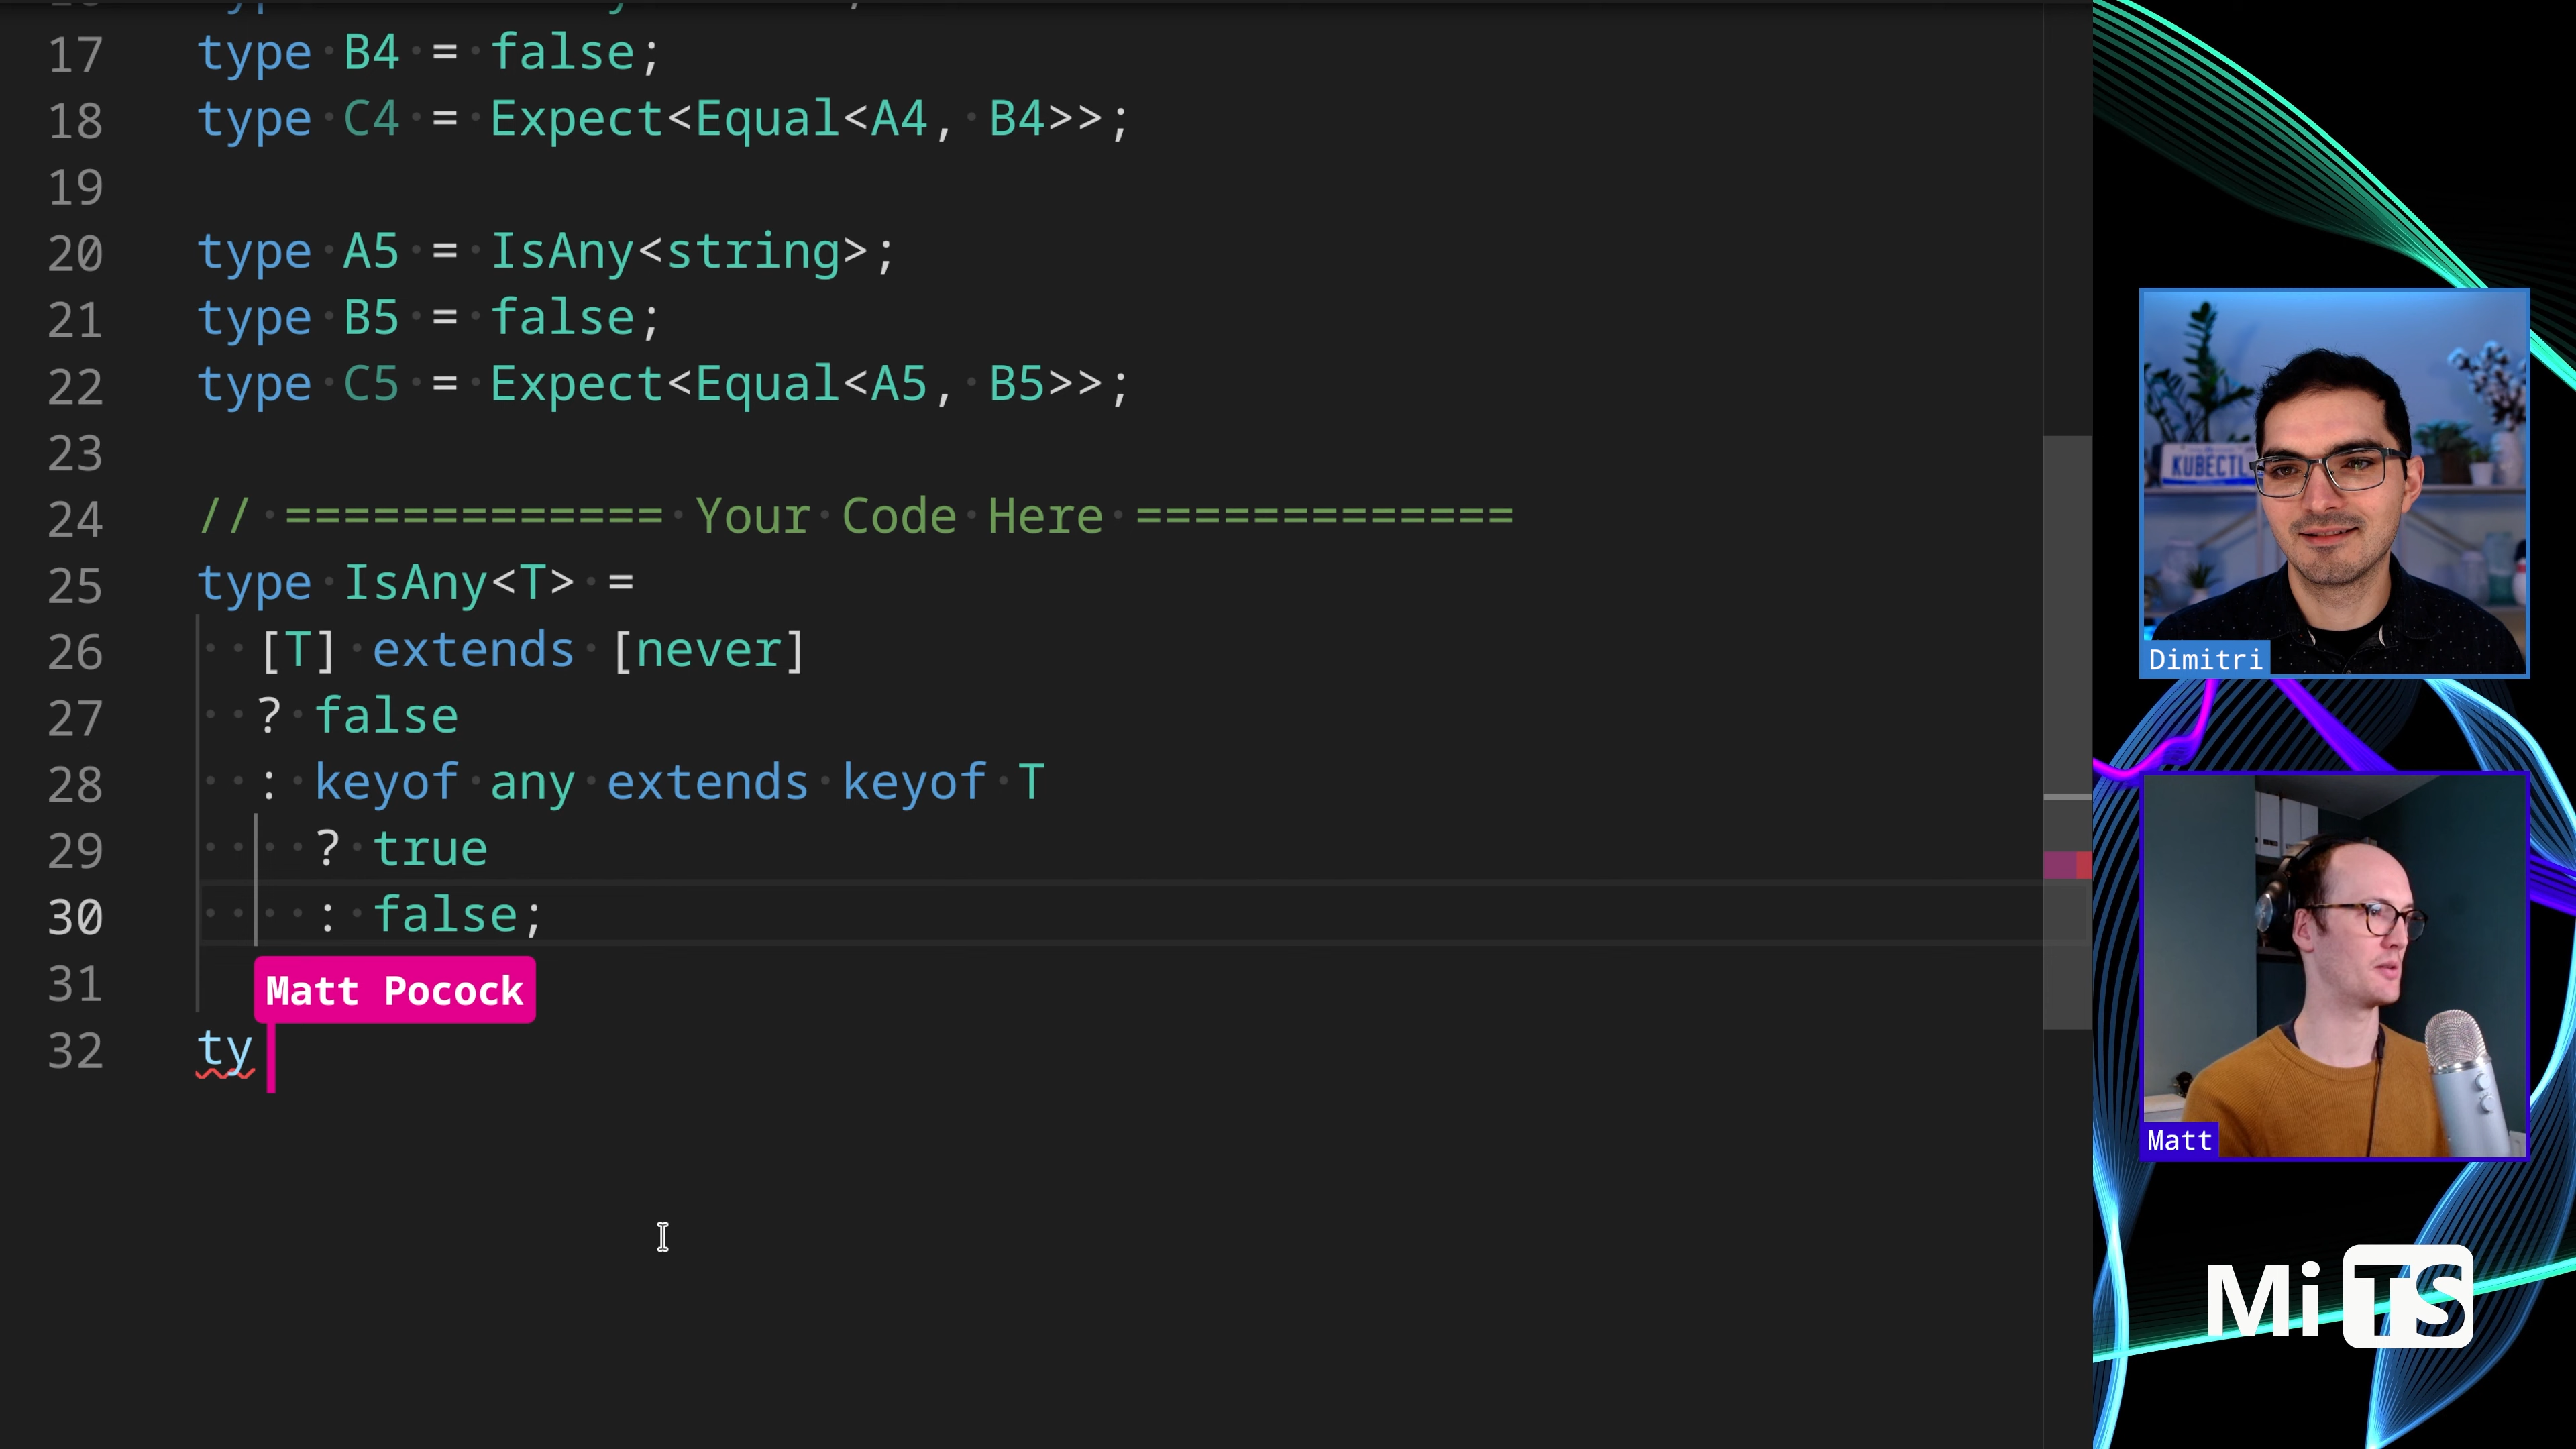 17 type B4 = false;
18 type C4 = Expect<Equal<A4, B4>>;
19
20 type A5 = IsAny<string>;
21 type B5 = false;
22 type C5 = Expect<Equal<A5, B5>>;
23
24 // ============= Your Code Here =============
25 type IsAny<T> =
26 [T] extends [never]
27 ? false
28 : keyof any extends keyof T
29 ? true
30 : false;
31 Matt Pocock
32 ty
KUBECTL
Dimitri
Matt
MiTS